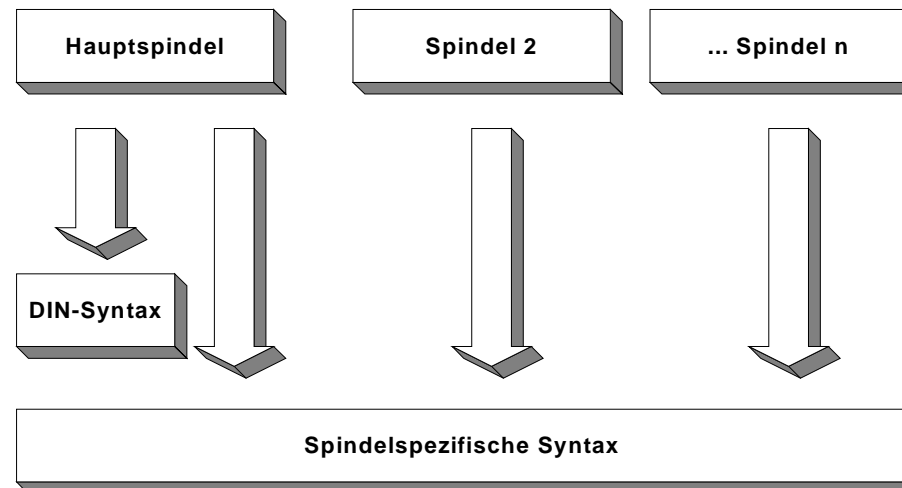 Hauptspindel
Spindel 2
... Spindel n
DIN-Syntax
Spindelspezifische Syntax